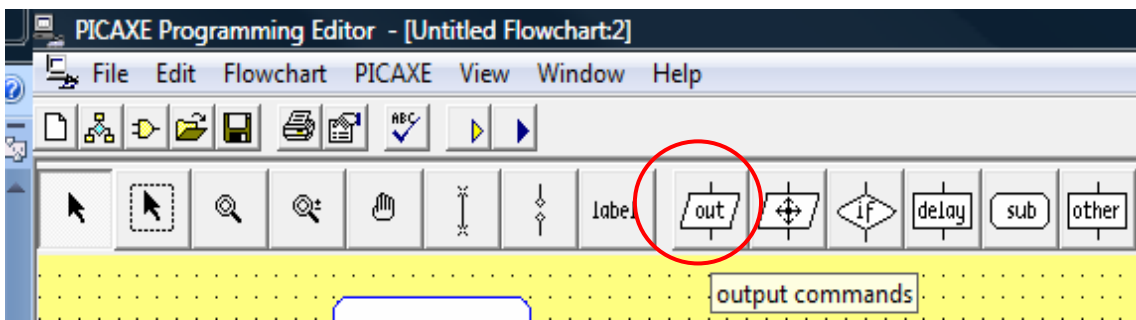 PICAXE Programming Editor - [Untitled Flowchart:2]
File Edit Flowchart PICAXE View Window Help
ABC
label out if delay sub other
output commands